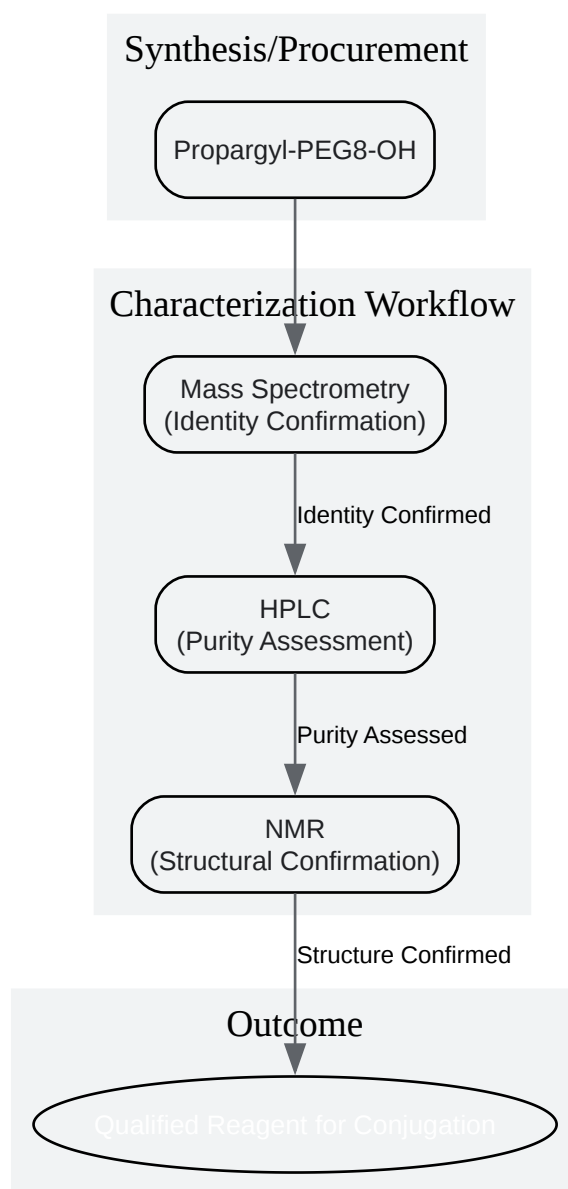 Synthesis/Procurement
Propargyl-PEG8-OH
Characterization Workflow
Mass Spectrometry
(Identity Confirmation)
Identity Confirmed
HPLC
(Purity Assessment)
Purity Assessed
NMR
(Structural Confirmation)
Structure Confirmed
Outcome
Qualified Reagent for Conjugation